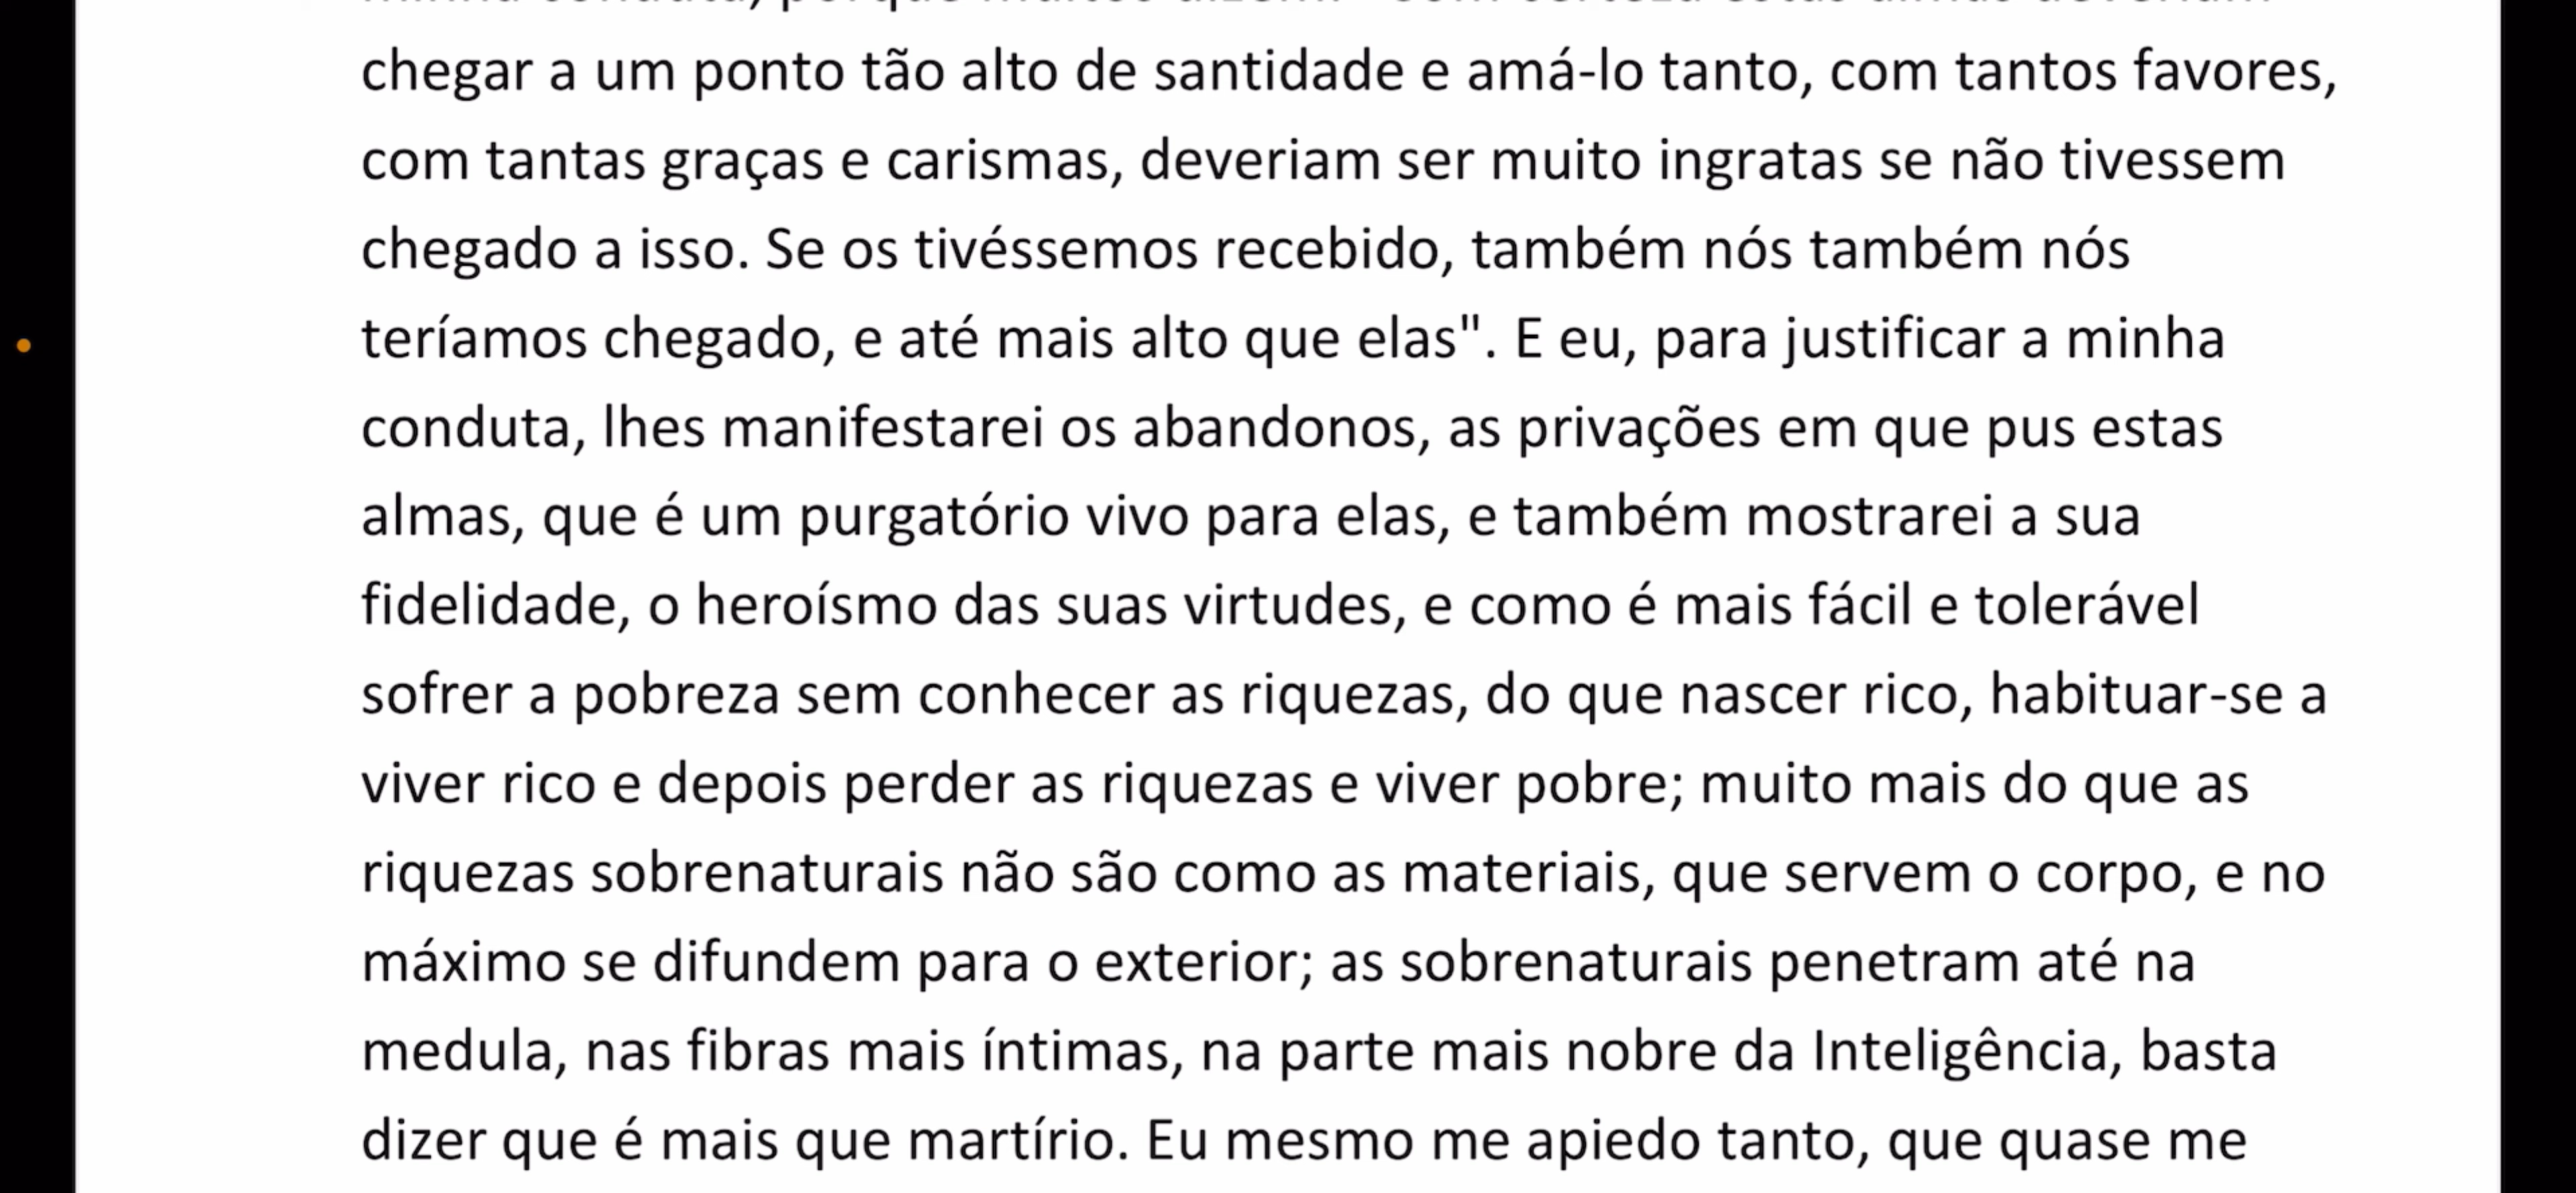 chegar a um ponto tão alto de santidade e amá-lo tanto, com tantos favores,
com tantas graças e carismas, deveriam ser muito ingratas se não tivessem
chegado a isso. Se os tivéssemos recebido, também nós também nós
teríamos chegado, e até mais alto que elas". E eu, para justificar a minha
conduta, lhes manifestarei os abandonos, as privações em que pus estas
almas, que é um purgatório vivo para elas, e também mostrarei a sua
fidelidade, o heroísmo das suas virtudes, e como é mais fácil e tolerável
sofrer a pobreza sem conhecer as riquezas, do que nascer rico, habituar-se a
viver rico e depois perder as riquezas e viver pobre; muito mais do que as
riquezas sobrenaturais não são como as materiais, que servem o corpo, e no
máximo se difundem para o exterior; as sobrenaturais penetram até na
medula, nas fibras mais íntimas, na parte mais nobre da Inteligência, basta
dizer que é mais que martírio. Eu mesmo me apiedo tanto, que quase me